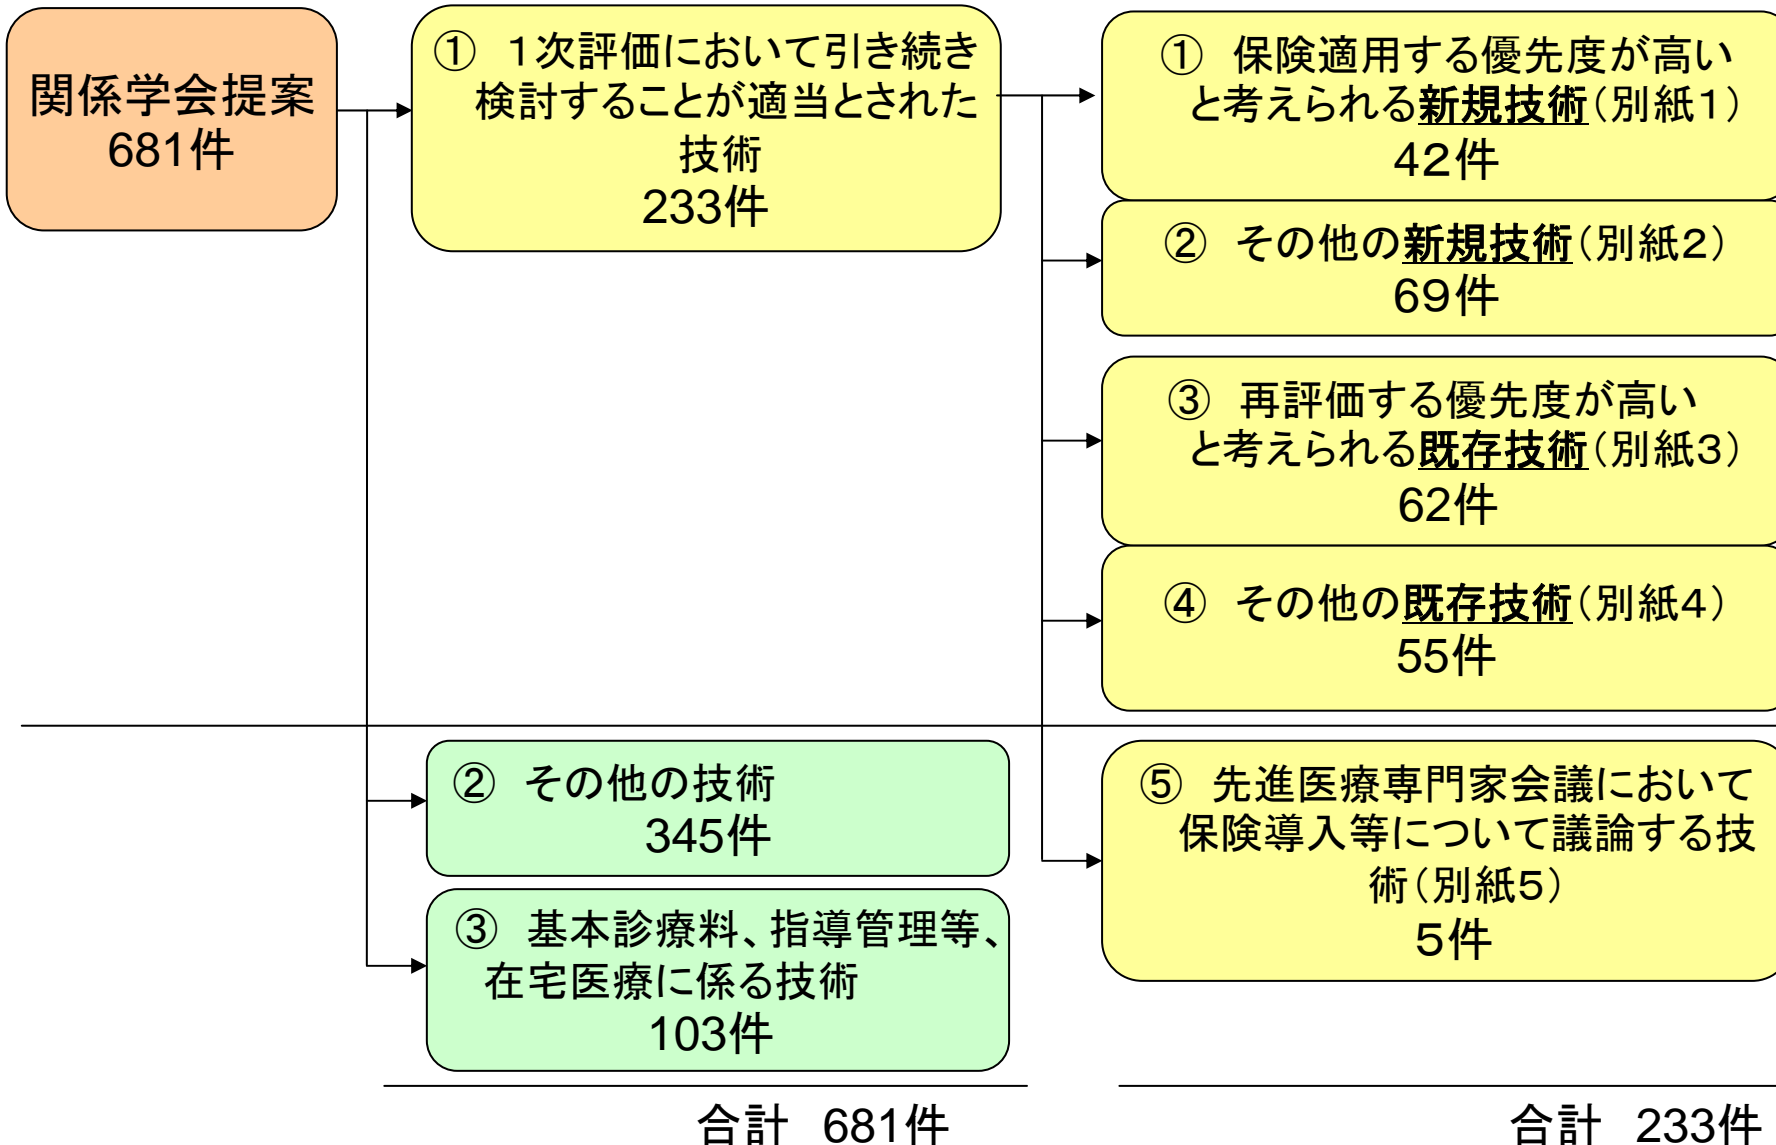 関係学会提案
681件
① １次評価において引き続き
検討することが適当とされた
技術
233件
① 保険適用する優先度が高い
と考えられる新規技術（別紙１）
４２件
② その他の新規技術（別紙２）
６９件
③ 再評価する優先度が高い
と考えられる既存技術（別紙３）
62件
④ その他の既存技術（別紙４）
55件
② その他の技術
345件
③ 基本診療料、指導管理等、
在宅医療に係る技術
103件
⑤ 先進医療専門家会議において
保険導入等について議論する技
術（別紙５）
５件
合計 681件
合計 233件